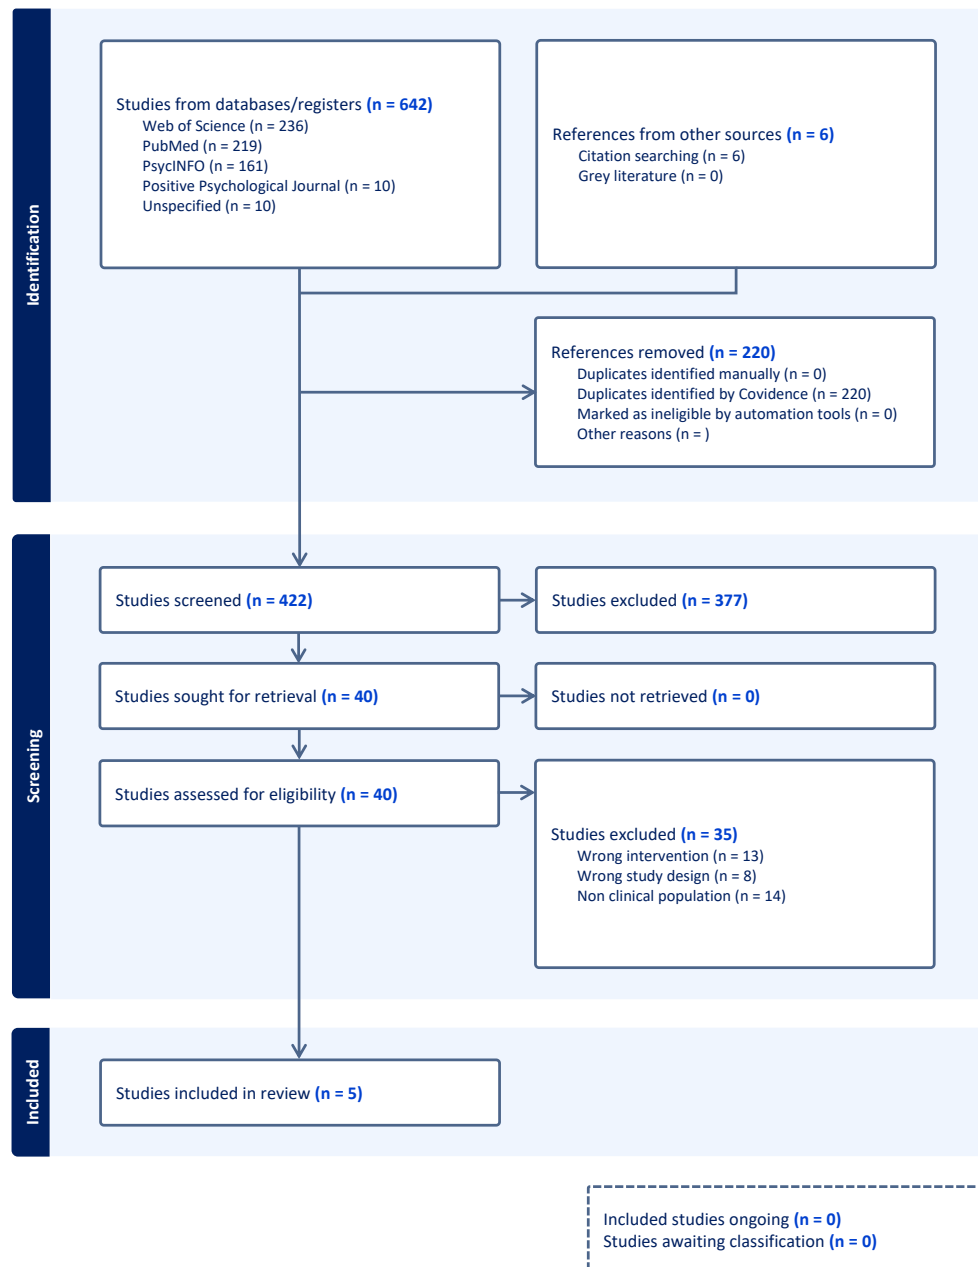 Identification
Studies from databases/registers (n = 642)
Web of Science (n = 236)
PubMed (n = 219)
PsycINFO (n = 161)
Positive Psychological Journal (n = 10)
Unspecified (n = 10)
References from other sources (n = 6)
Citation searching (n = 6)
Grey literature (n = 0)
References removed (n = 220)
Duplicates identified manually (n = 0)
Duplicates identified by Covidence (n = 220)
Marked as ineligible by automation tools (n = 0)
Other reasons (n = )
Screening
Studies screened (n = 422)
Studies excluded (n = 377)
Studies sought for retrieval (n = 40)
Studies not retrieved (n = 0)
Studies assessed for eligibility (n = 40)
Studies excluded (n = 35)
Wrong intervention (n = 13)
Wrong study design (n = 8)
Non clinical population (n = 14)
Included
Studies included in review (n = 5)
Included studies ongoing (n = 0)
Studies awaiting classification (n = 0)